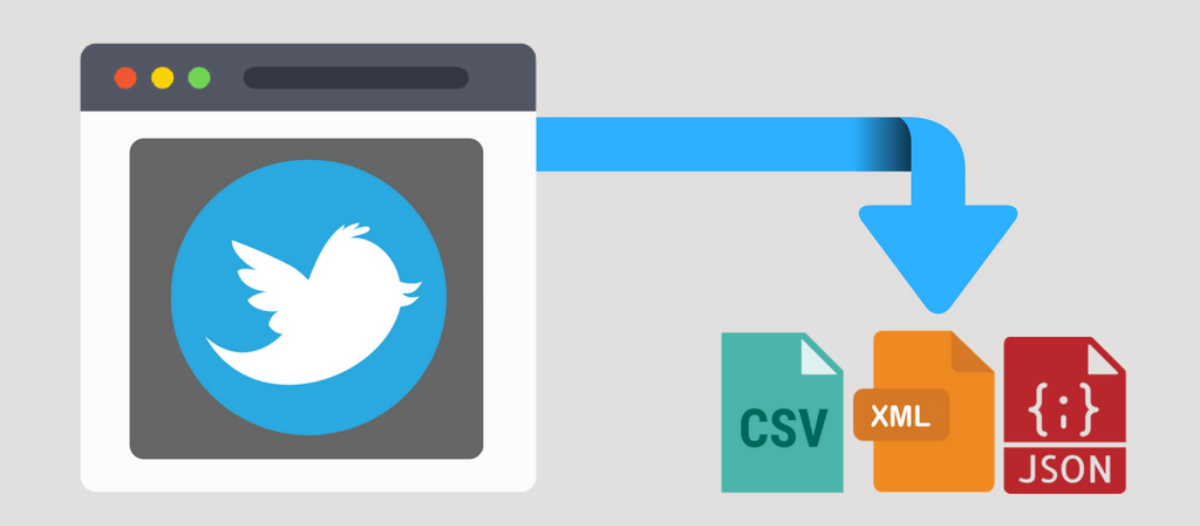 CSV
XML
{;}
JSON